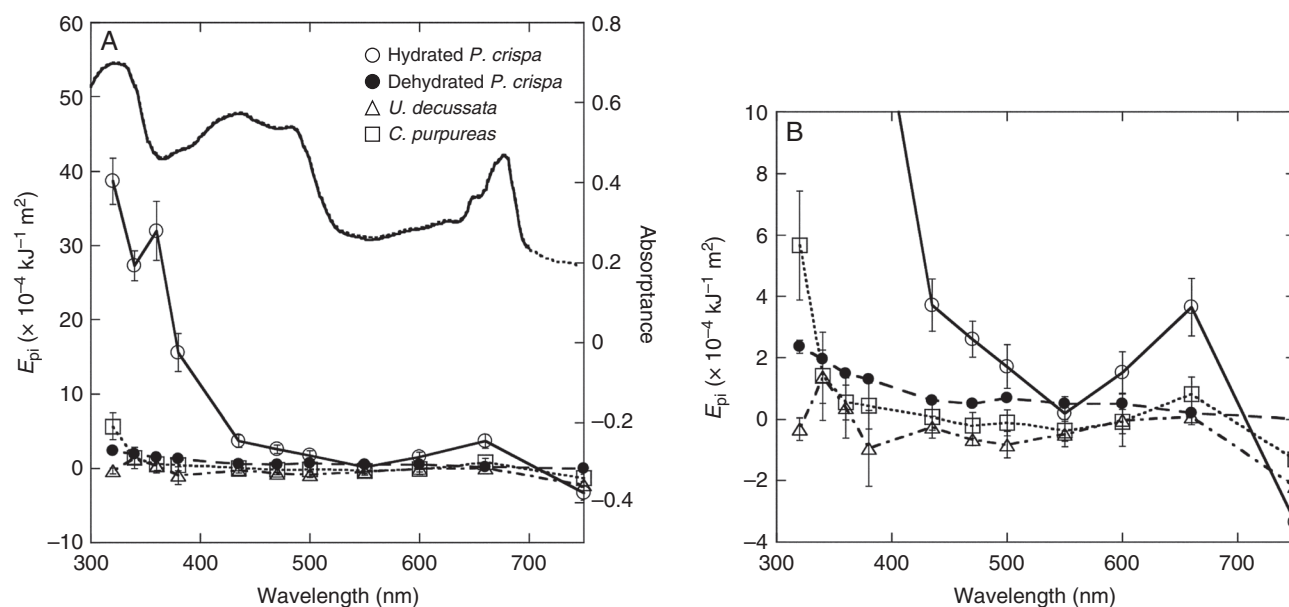 A
60
50
40
30
20
10
0
−10
E_pi (× 10⁻⁴ kJ⁻¹ m²)
0.8
0.6
0.4
0.2
0
−0.2
−0.4
Absorptance
Hydrated P. crispa
Dehydrated P. crispa
U. decussata
C. purpureas
300 400 500 600 700
Wavelength (nm)
B
10
8
6
4
2
0
−2
−4
E_pi (× 10⁻⁴ kJ⁻¹ m²)
300 400 500 600 700
Wavelength (nm)